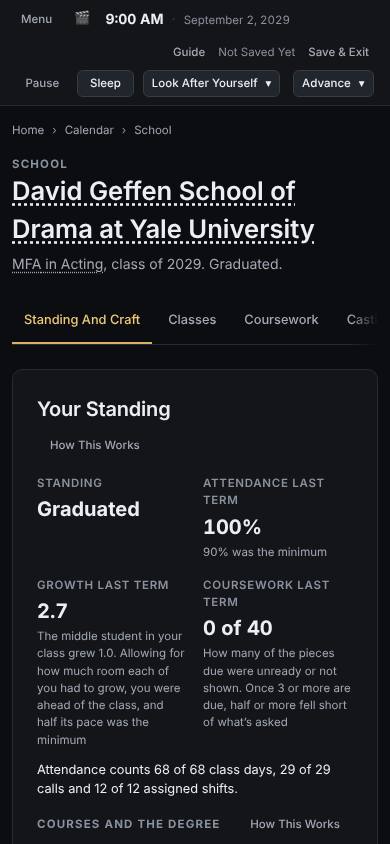 Menu 🎬 9:00 AM · September 2, 2029
Guide Not Saved Yet Save & Exit
Pause Sleep Look After Yourself ▾ Advance ▾
Home › Calendar › School
SCHOOL
David Geffen School of
Drama at Yale University
MFA in Acting, class of 2029. Graduated.
Standing And Craft Classes Coursework Cast
Your Standing
How This Works
STANDING
Graduated
ATTENDANCE LAST
TERM
100%
90% was the minimum
GROWTH LAST TERM
2.7
The middle student in your
class grew 1.0. Allowing for
how much room each of
you had to grow, you were
ahead of the class, and
half its pace was the
minimum
COURSEWORK LAST
TERM
0 of 40
How many of the pieces
due were unready or not
shown. Once 3 or more are
due, half or more fell short
of what's asked
Attendance counts 68 of 68 class days, 29 of 29
calls and 12 of 12 assigned shifts.
COURSES AND THE DEGREE How This Works